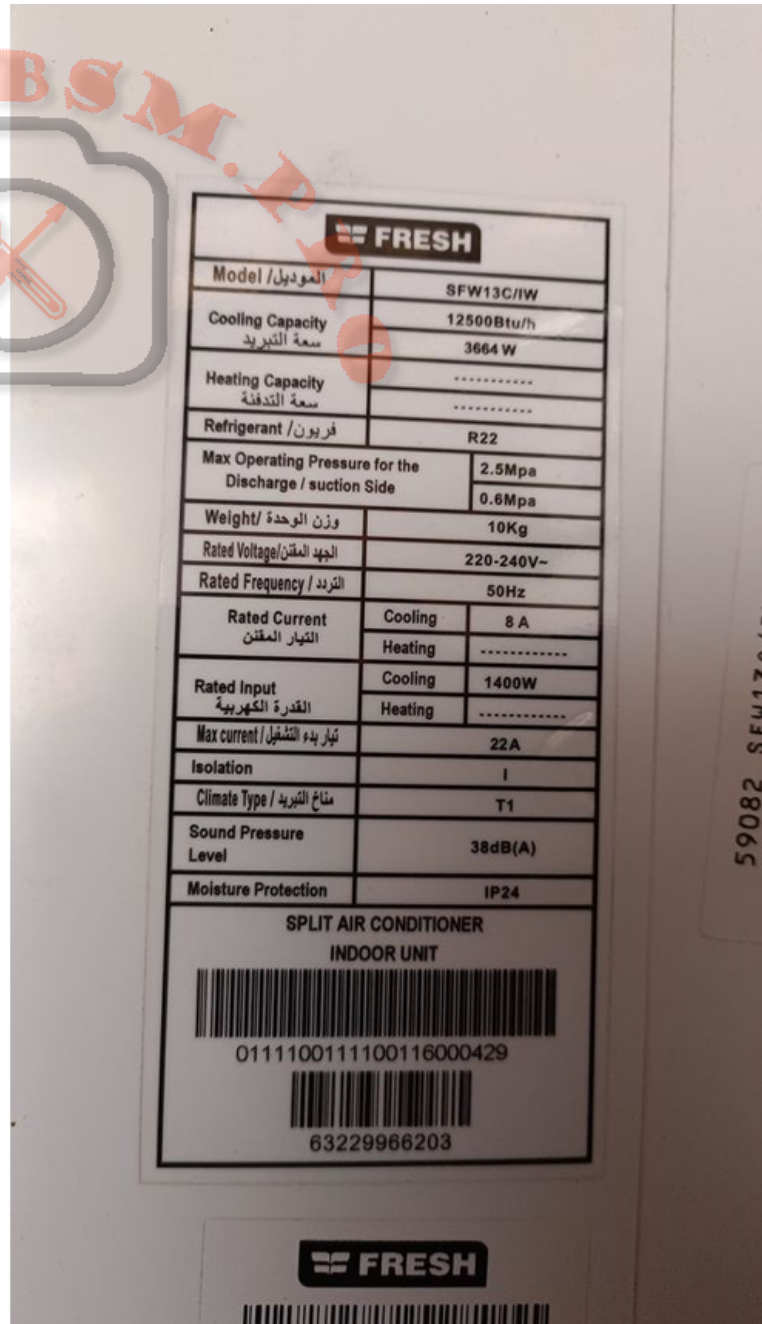 BSM.PRO
FRESH
Model /الموديل SFW13C/IW
Cooling Capacity 12500Btu/h
سعة التبريد 3664 W
Heating Capacity -----------
سعة التدفئة -----------
Refrigerant /فريون R22
Max Operating Pressure for the 2.5Mpa
Discharge / suction Side 0.6Mpa
Weight/ وزن الوحدة 10Kg
Rated Voltage/الجهد المقنن 220-240V~
Rated Frequency / التردد 50Hz
Rated Current Cooling 8 A
التيار المقنن Heating ------------
Rated Input Cooling 1400W
القدرة الكهربية Heating ------------
Max current / تيار بدء التشغيل 22A
Isolation I
Climate Type / مناخ التبريد T1
Sound Pressure
Level 38dB(A)
Moisture Protection IP24
SPLIT AIR CONDITIONER
INDOOR UNIT
01111001111100116000429
63229966203
FRESH
59082